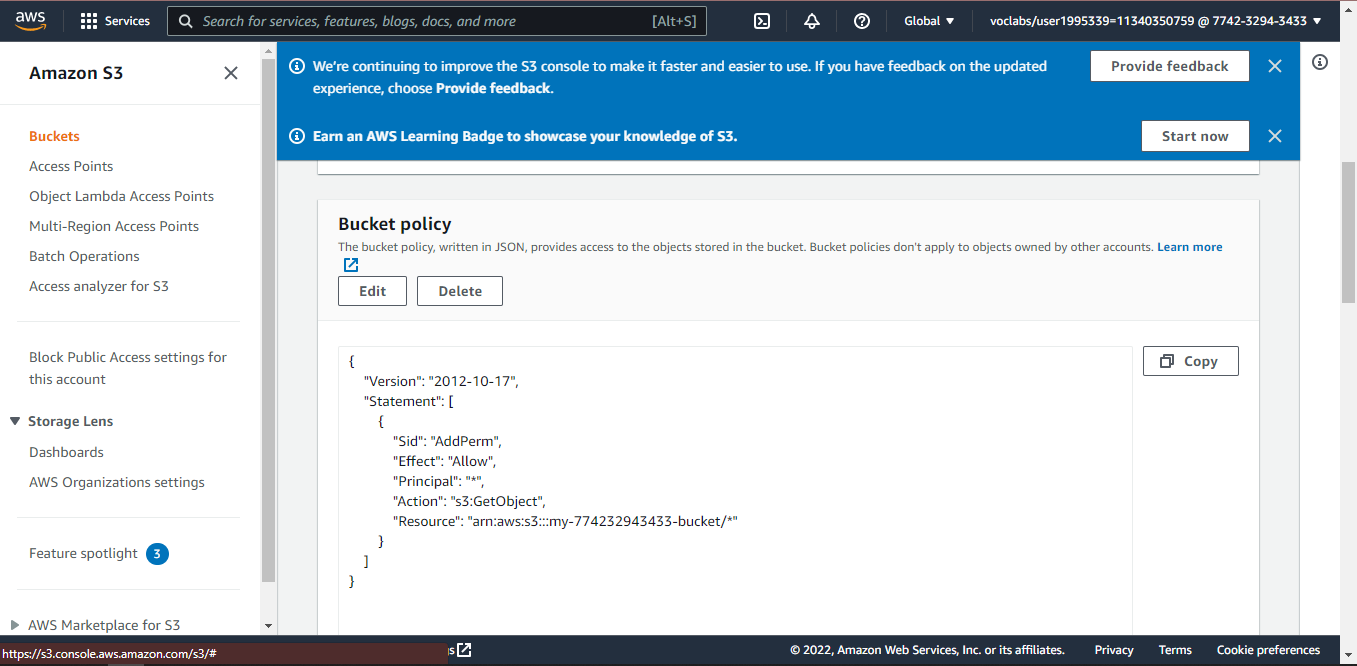 aws
Services
Search for services, features, blogs, docs, and more
[Alt+S]
Global
voclabs/user1995339=11340350759 @ 7742-3294-3433
Amazon S3
Buckets
Access Points
Object Lambda Access Points
Multi-Region Access Points
Batch Operations
Access analyzer for S3
Block Public Access settings for
this account
Storage Lens
Dashboards
AWS Organizations settings
Feature spotlight 3
AWS Marketplace for S3
We're continuing to improve the S3 console to make it faster and easier to use. If you have feedback on the updated
experience, choose Provide feedback.
Provide feedback
Earn an AWS Learning Badge to showcase your knowledge of S3.
Start now
Bucket policy
The bucket policy, written in JSON, provides access to the objects stored in the bucket. Bucket policies don't apply to objects owned by other accounts. Learn more
Edit
Delete
Copy
{
"Version": "2012-10-17",
"Statement": [
{
"Sid": "AddPerm",
"Effect": "Allow",
"Principal": "*",
"Action": "s3:GetObject",
"Resource": "arn:aws:s3:::my-774232943433-bucket/*"
}
]
}
https://s3.console.aws.amazon.com/s3/#
© 2022, Amazon Web Services, Inc. or its affiliates.
Privacy
Terms
Cookie preferences